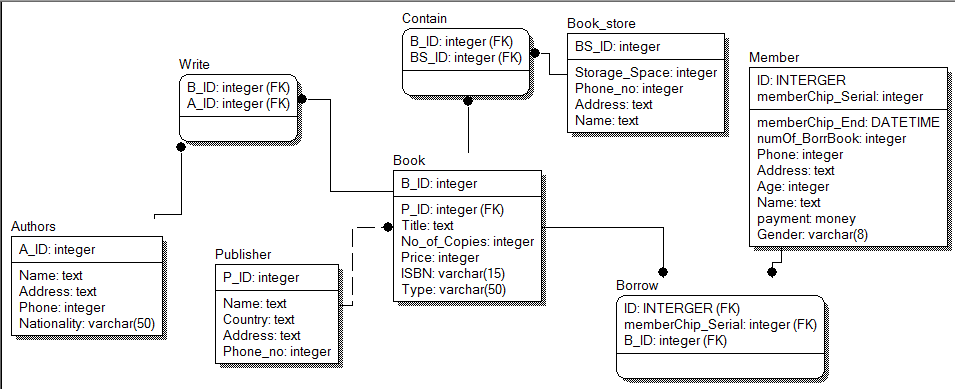 Contain
B_ID: integer (FK)
BS_ID: integer (FK)
Book_store
BS_ID: integer
Storage_Space: integer
Phone_no: integer
Address: text
Name: text
Member
ID: INTERGER
memberChip_Serial: integer
memberChip_End: DATETIME
numOf_BorrBook: integer
Phone: integer
Address: text
Age: integer
Name: text
payment: money
Gender: varchar(8)
Write
B_ID: integer (FK)
A_ID: integer (FK)
Book
B_ID: integer
P_ID: integer (FK)
Title: text
No_of_Copies: integer
Price: integer
ISBN: varchar(15)
Type: varchar(50)
Authors
A_ID: integer
Name: text
Address: text
Phone: integer
Nationality: varchar(50)
Publisher
P_ID: integer
Name: text
Country: text
Address: text
Phone_no: integer
Borrow
ID: INTERGER (FK)
memberChip_Serial: integer (FK)
B_ID: integer (FK)